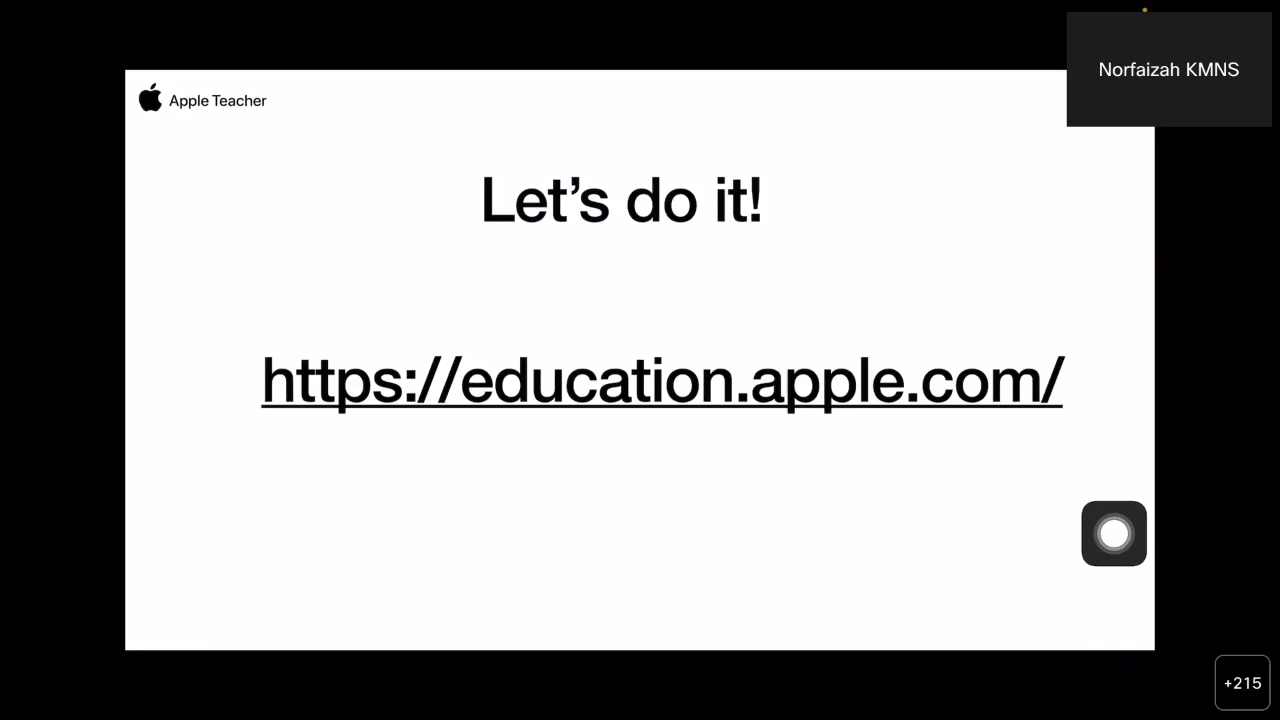 Norfaizah KMNS
Apple Teacher
Let’s do it!
https://education.apple.com/
+215